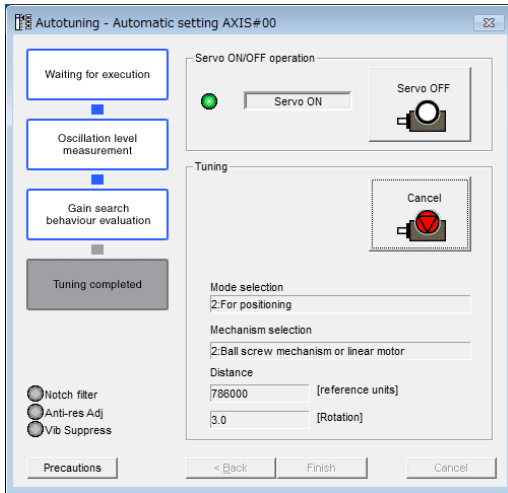 Autotuning - Automatic setting AXIS#00
Waiting for execution
Oscillation level
measurement
Gain search
behaviour evaluation
Tuning completed
Notch filter
Anti-res Adj
Vib Suppress
Servo ON/OFF operation
Servo ON
Servo OFF
Tuning
Cancel
Mode selection
2:For positioning
Mechanism selection
2:Ball screw mechanism or linear motor
Distance
786000 [reference units]
3.0 [Rotation]
Precautions
< Back
Finish
Cancel